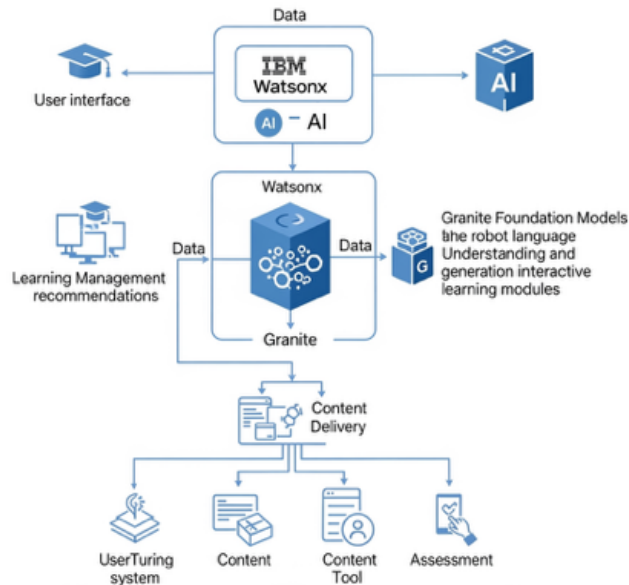 Data
IBM
Watsonx
AI
AI – AI
User interface
Watsonx
Data
Data
Granite
Learning Management
recommendations
Granite Foundation Models
the robot language
Understanding and
generation interactive
learning modules
G
Content
Delivery
UserTuring
system
Content
Content
Tool
Assessment